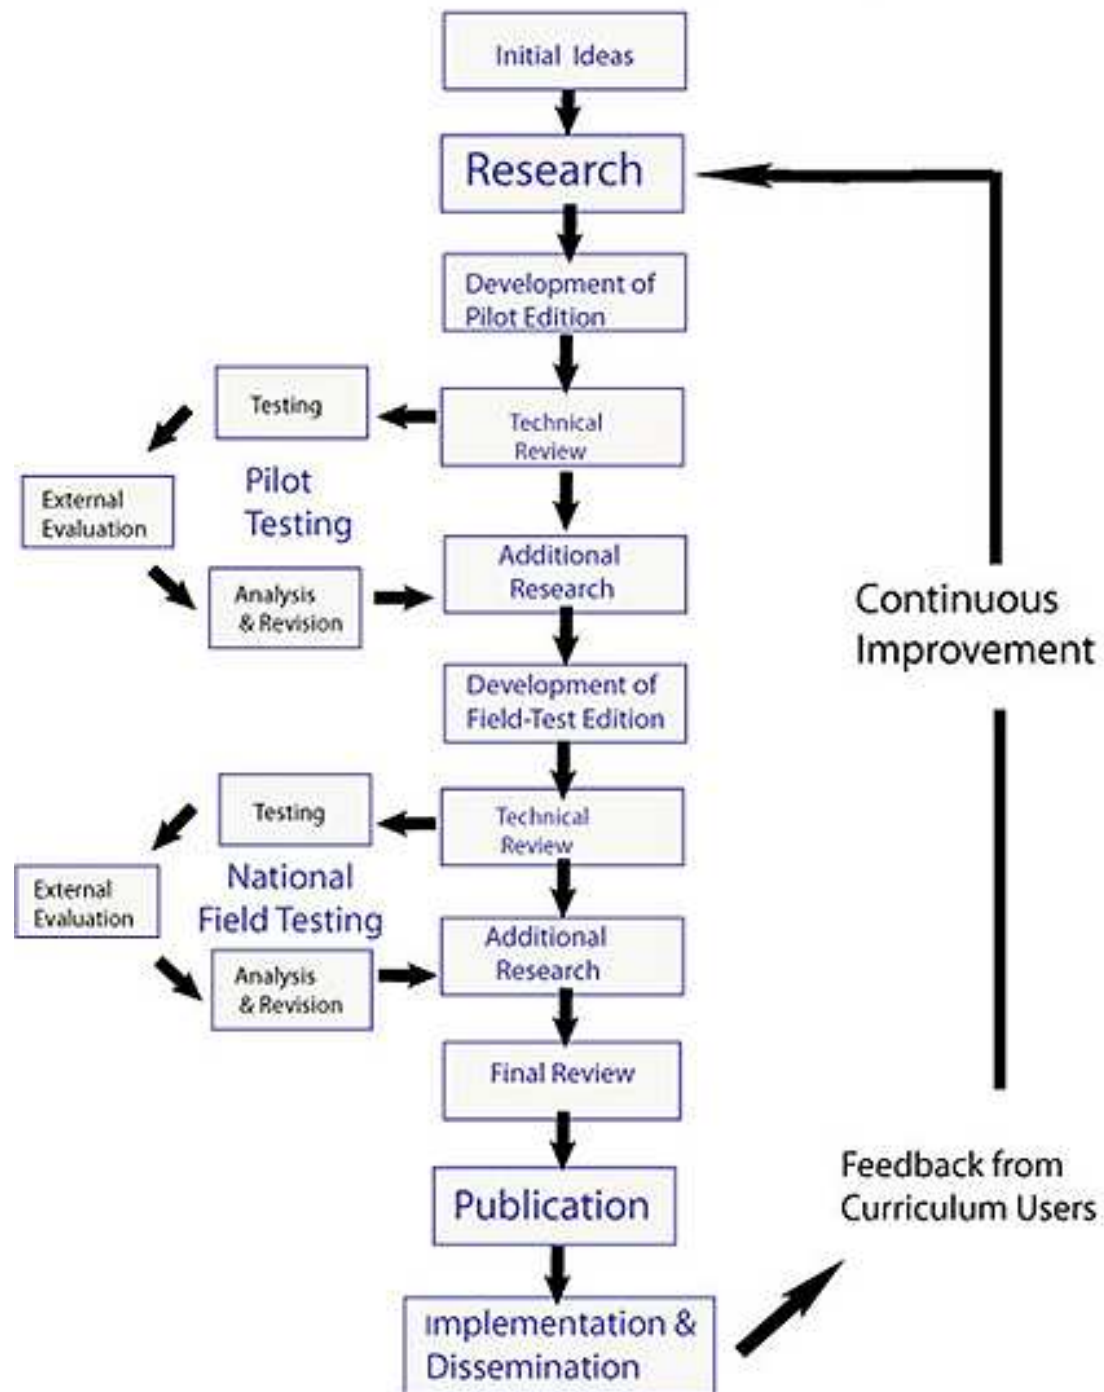 Initial Ideas
Research
Development of
Pilot Edition
Technical
Review
Testing
Pilot
Testing
External
Evaluation
Analysis
& Revision
Additional
Research
Development of
Field-Test Edition
Technical
Review
Testing
National
Field Testing
External
Evaluation
Analysis
& Revision
Additional
Research
Final Review
Publication
Implementation &
Dissemination
Feedback from
Curriculum Users
Continuous
Improvement